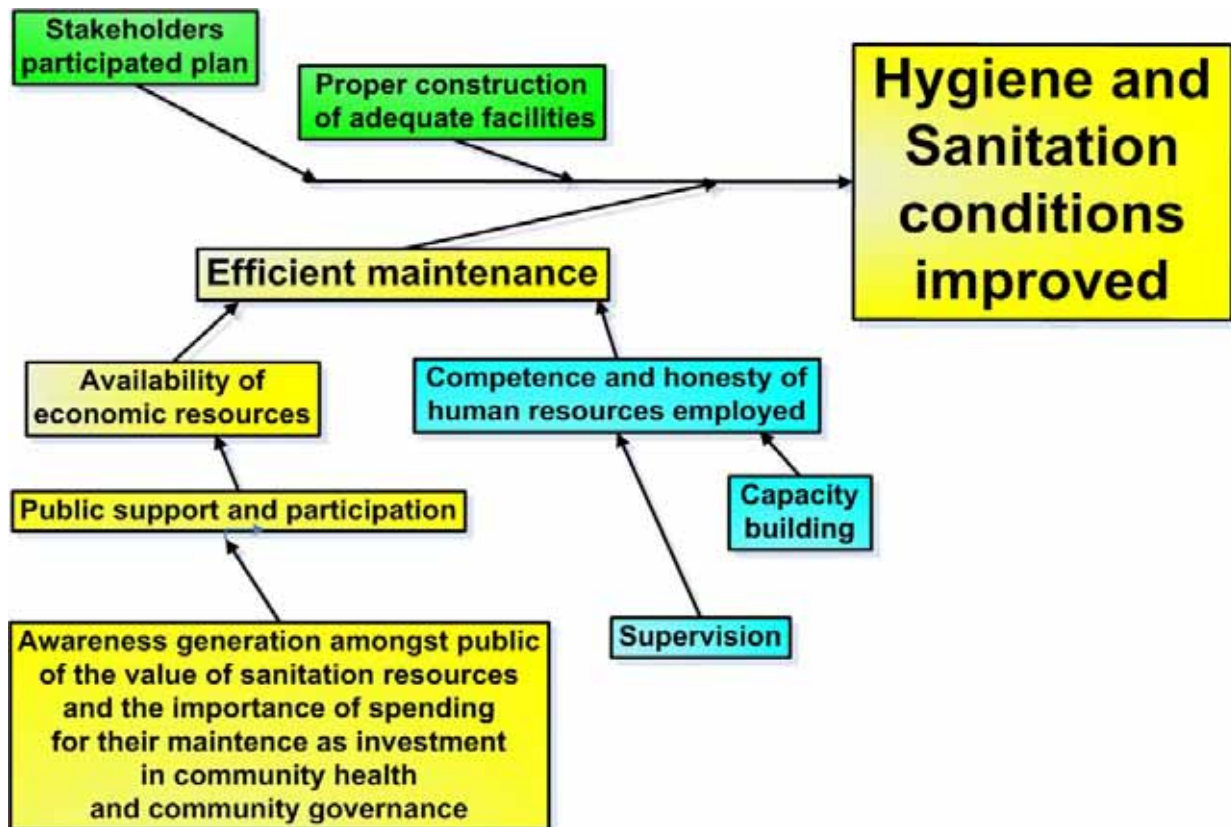 Stakeholders
participated plan
Proper construction
of adequate facilities
Hygiene and
Sanitation
conditions
improved
Efficient maintenance
Availability of
economic resources
Competence and honesty of
human resources employed
Public support and participation
Capacity
building
Supervision
Awareness generation amongst public
of the value of sanitation resources
and the importance of spending
for their maintence as investment
in community health
and community governance